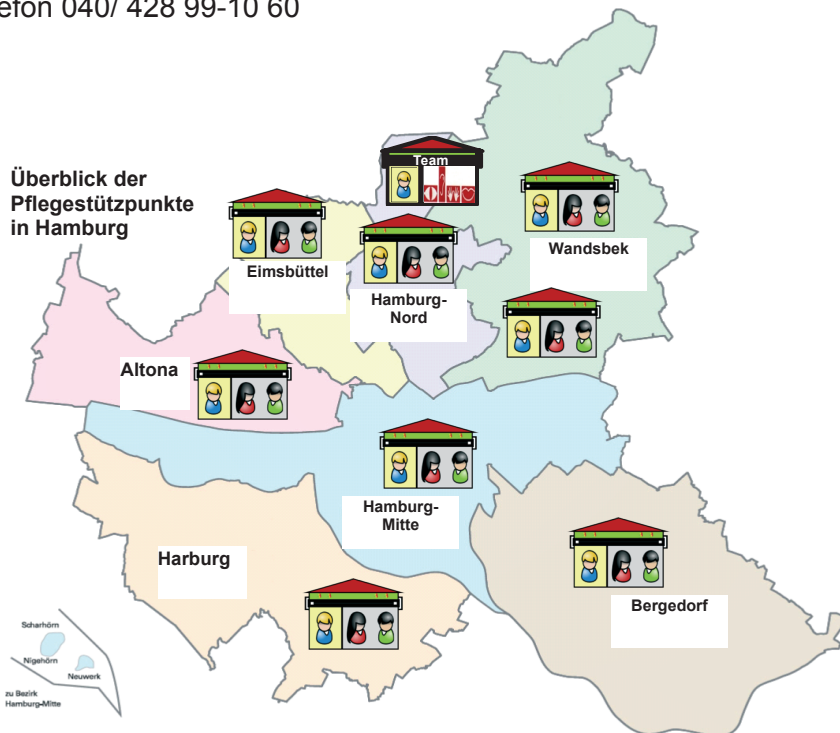 efon 040/ 428 99-10 60
Überblick der
Pflegestützpunkte
in Hamburg
Team
Wandsbek
Eimsbüttel
Hamburg-
Nord
Altona
Hamburg-
Mitte
Harburg
Bergedorf
Scharhörn
Nigehörn
Neuwerk
zu Bezirk
Hamburg-Mitte